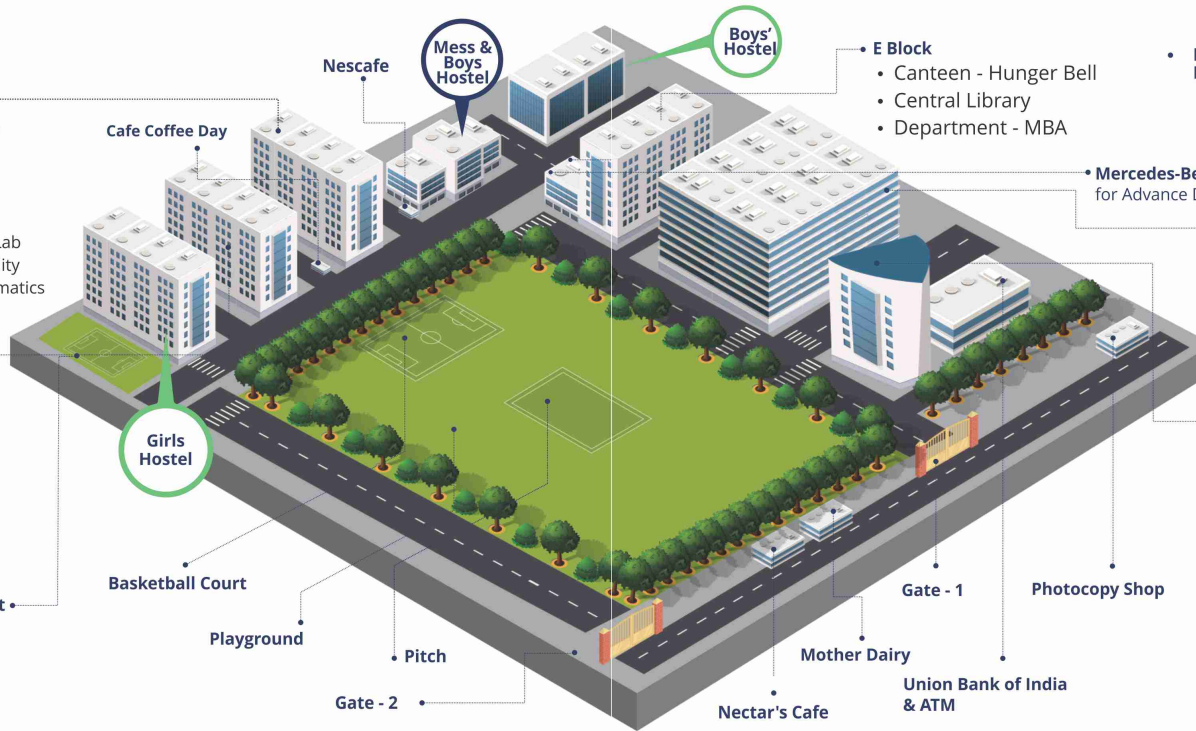 Mess &
Boys
Hostel
Boys'
Hostel
Nescafe
E Block
• Canteen - Hunger Bell
• Central Library
• Department - MBA
Cafe Coffee Day
Mercedes-Be
for Advance D
Lab
ity
matics
Girls
Hostel
Basketball Court
t
Playground
Pitch
Gate - 2
Gate - 1
Photocopy Shop
Mother Dairy
Nectar's Cafe
Union Bank of India
& ATM